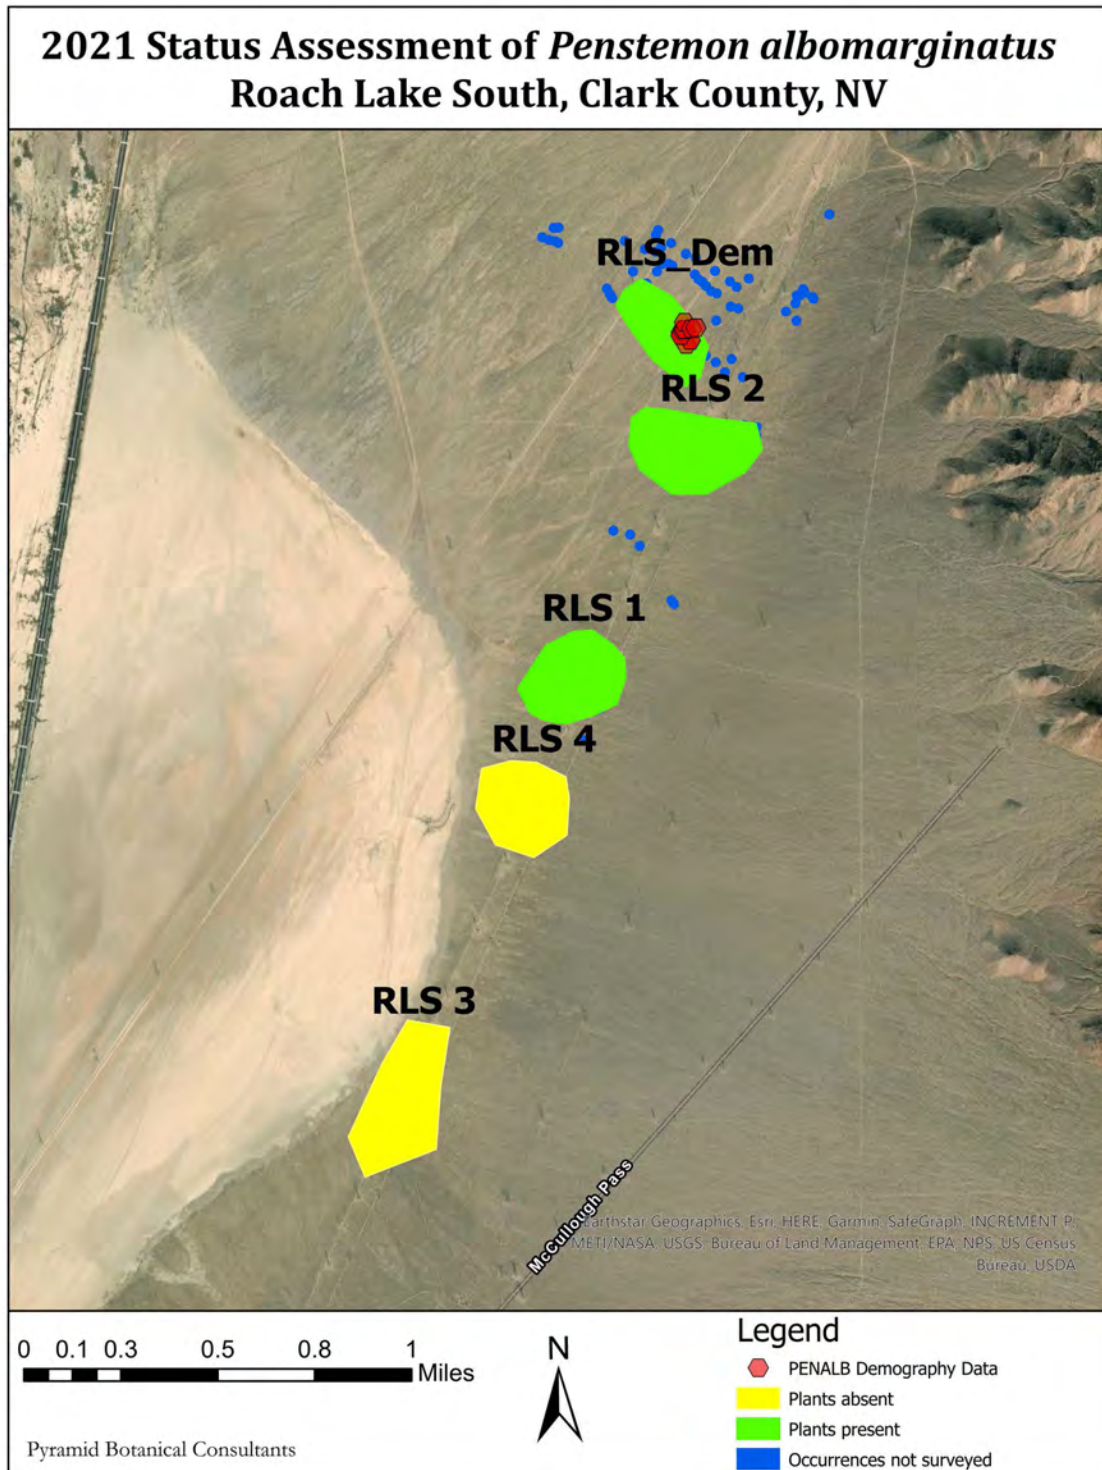 2021 Status Assessment of Penstemon albomarginatus
Roach Lake South, Clark County, NV
RLS_Dem
RLS 2
RLS 1
RLS 4
RLS 3
McCullough Pass
Earthstar Geographics, Esri, HERE, Garmin, SafeGraph, INCREMENT P,
METI/NASA, USGS, Bureau of Land Management, EPA, NPS, US Census
Bureau, USDA
0 0.1 0.3 0.5 0.8 1
Miles
N
Pyramid Botanical Consultants
Legend
PENALB Demography Data
Plants absent
Plants present
Occurrences not surveyed